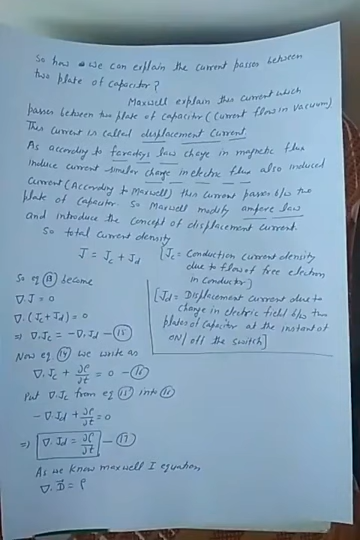 So how we can explain the current passes between
two plate of capacitor?
Maxwell explain this current which
passes between two plate of capacitor (current flow in vacuum)
This current is called displacement current.
As according to faradays law change in magnetic flux
induce current similar change in electric flux also induced
current (According to Maxwell) this current passes b/w two
plate of capacitor. So Maxwell modify ampere law
and introduce the concept of displacement current.
So total current density
J = Jc + Jd
[Jc = Conduction current density
due to flow of free electron
in conductor]
[Jd = Displacement current due to
change in electric field b/w two
plates of capacitor at the instant of
ON/off the switch]
So eq (13) became
∇.J = 0
∇.(Jc+Jd) = 0
⇒ ∇.Jc = -∇.Jd —(15)
Now eq (14) we write as
∇.Jc + ∂ρ/∂t = 0 —(16)
Put ∇.Jc from eq (15) into (16)
-∇.Jd + ∂ρ/∂t = 0
⇒ ∇.Jd = ∂ρ/∂t —(17)
As we know maxwell I equation
∇.D⃗ = ρ